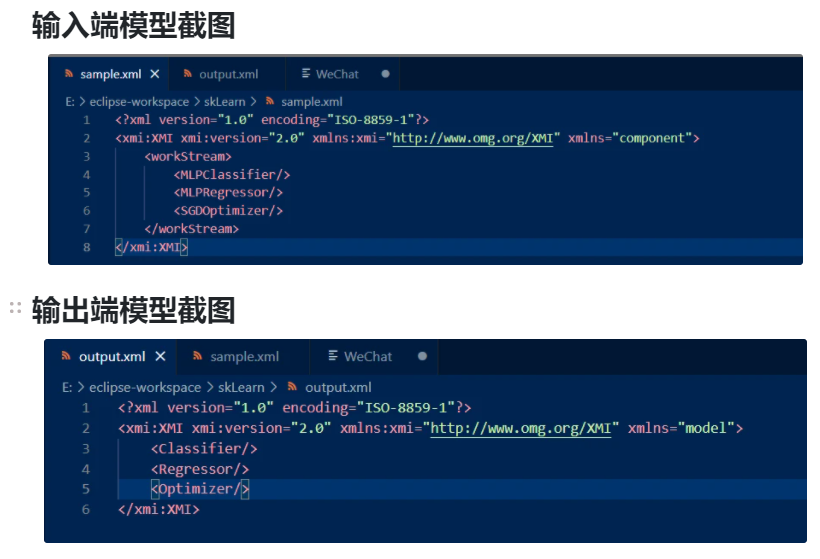 输入端模型截图
sample.xml × output.xml WeChat ●
E: > eclipse-workspace > skLearn > sample.xml
1 <?xml version="1.0" encoding="ISO-8859-1"?>
2 <xmi:XMI xmi:version="2.0" xmlns:xmi="http://www.omg.org/XMI" xmlns="component">
3 <workStream>
4 <MLPClassifier/>
5 <MLPRegressor/>
6 <SGDOptimizer/>
7 </workStream>
8 </xmi:XMI>
输出端模型截图
output.xml × sample.xml WeChat ●
E: > eclipse-workspace > skLearn > output.xml
1 <?xml version="1.0" encoding="ISO-8859-1"?>
2 <xmi:XMI xmi:version="2.0" xmlns:xmi="http://www.omg.org/XMI" xmlns="model">
3 <Classifier/>
4 <Regressor/>
5 <Optimizer/>
6 </xmi:XMI>